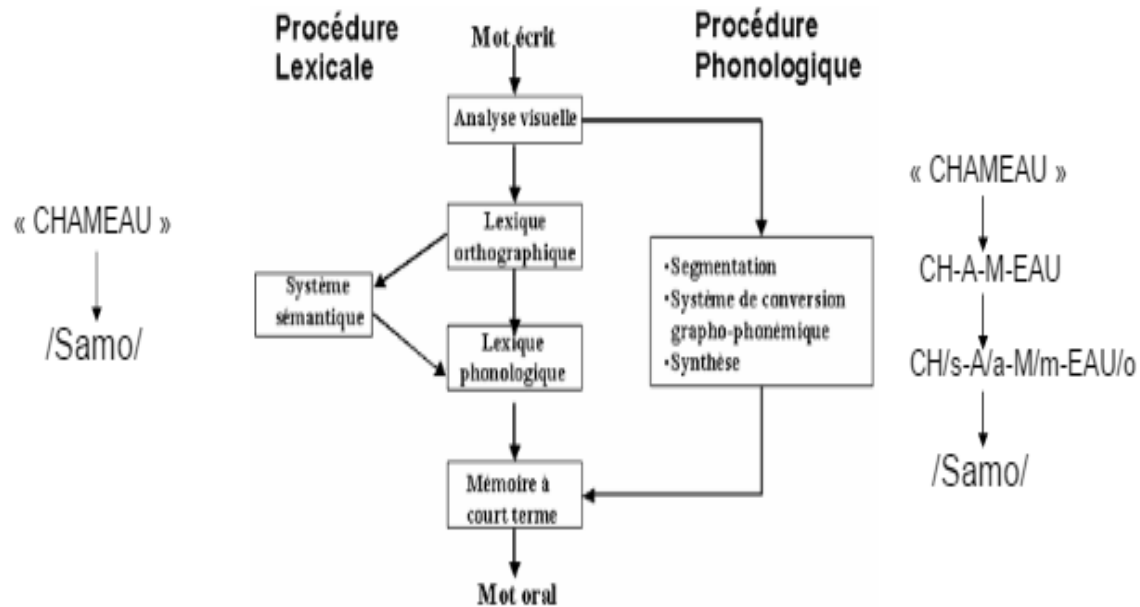 Procédure
Lexicale
Mot écrit
Procédure
Phonologique
Analyse visuelle
« CHAMEAU »
/Samo/
Lexique
orthographique
Système
sémantique
Lexique
phonologique
Mémoire à
court terme
Mot oral
•Segmentation
•Système de conversion
grapho-phonémique
•Synthèse
« CHAMEAU »
CH-A-M-EAU
CH/s-A/a-M/m-EAU/o
/Samo/